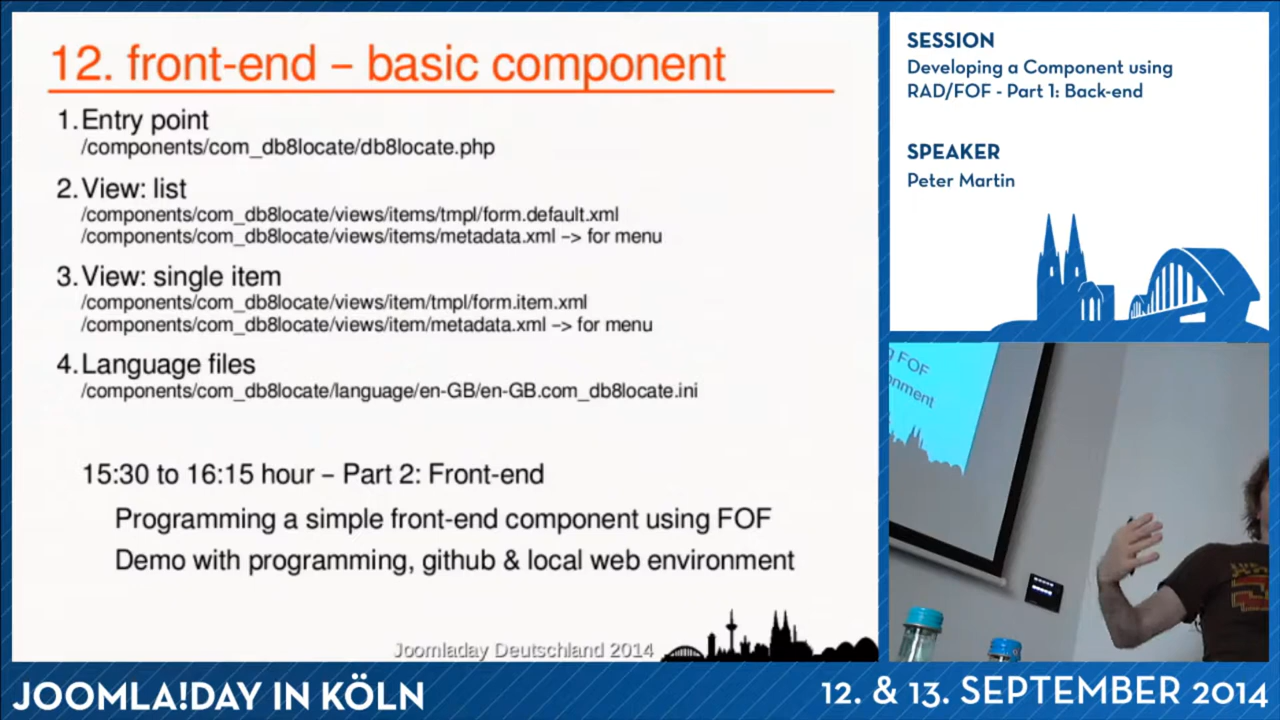 12. front-end – basic component
1. Entry point
/components/com_db8locate/db8locate.php
2. View: list
/components/com_db8locate/views/items/tmpl/form.default.xml
/components/com_db8locate/views/items/metadata.xml –> for menu
3. View: single item
/components/com_db8locate/views/item/tmpl/form.item.xml
/components/com_db8locate/views/item/metadata.xml –> for menu
4. Language files
/components/com_db8locate/language/en-GB/en-GB.com_db8locate.ini
15:30 to 16:15 hour – Part 2: Front-end
Programming a simple front-end component using FOF
Demo with programming, github & local web environment
Joomladay Deutschland 2014
SESSION
Developing a Component using
RAD/FOF - Part 1: Back-end
SPEAKER
Peter Martin
g FOF
onment
JOOMLA!DAY IN KÖLN
12. & 13. SEPTEMBER 2014